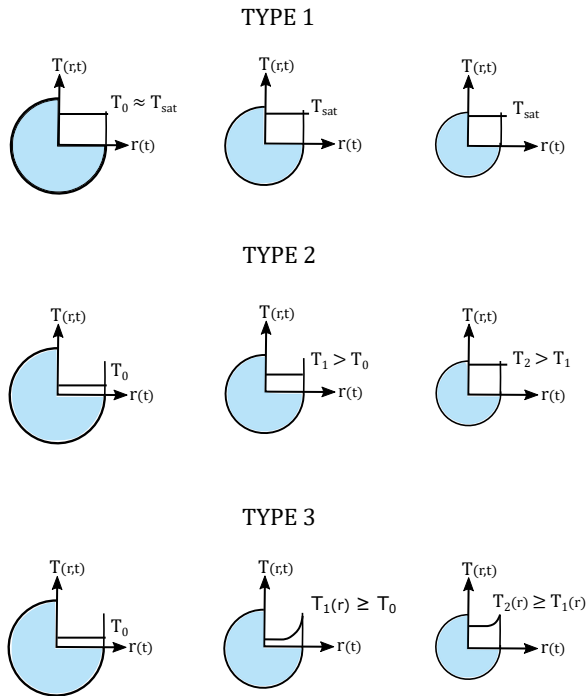 TYPE 1
T(r,t) T(r,t) T(r,t)
T₀ ≈ Tsat Tsat Tsat
r(t) r(t) r(t)
TYPE 2
T(r,t) T(r,t) T(r,t)
T₀ T₁ > T₀ T₂ > T₁
r(t) r(t) r(t)
TYPE 3
T(r,t) T(r,t) T(r,t)
T₀ T₁(r) ≥ T₀ T₂(r) ≥ T₁(r)
r(t) r(t) r(t)